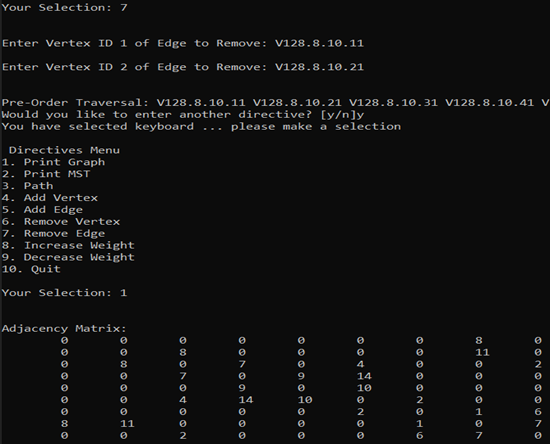 Your Selection: 7
Enter Vertex ID 1 of Edge to Remove: V128.8.10.11
Enter Vertex ID 2 of Edge to Remove: V128.8.10.21
Pre-Order Traversal: V128.8.10.11 V128.8.10.21 V128.8.10.31 V128.8.10.41 V
Would you like to enter another directive? [y/n]y
You have selected keyboard ... please make a selection
Directives Menu
1. Print Graph
2. Print MST
3. Path
4. Add Vertex
5. Add Edge
6. Remove Vertex
7. Remove Edge
8. Increase Weight
9. Decrease Weight
10. Quit
Your Selection: 1
Adjacency Matrix:
0 0 0 0 0 0 0 8 0
0 0 8 0 0 0 0 11 0
0 8 0 7 0 4 0 0 2
0 0 7 0 9 14 0 0 0
0 0 0 9 0 10 0 0 0
0 0 4 14 10 0 2 0 0
0 0 0 0 0 2 0 1 6
8 11 0 0 0 0 1 0 7
0 0 2 0 0 0 6 7 0